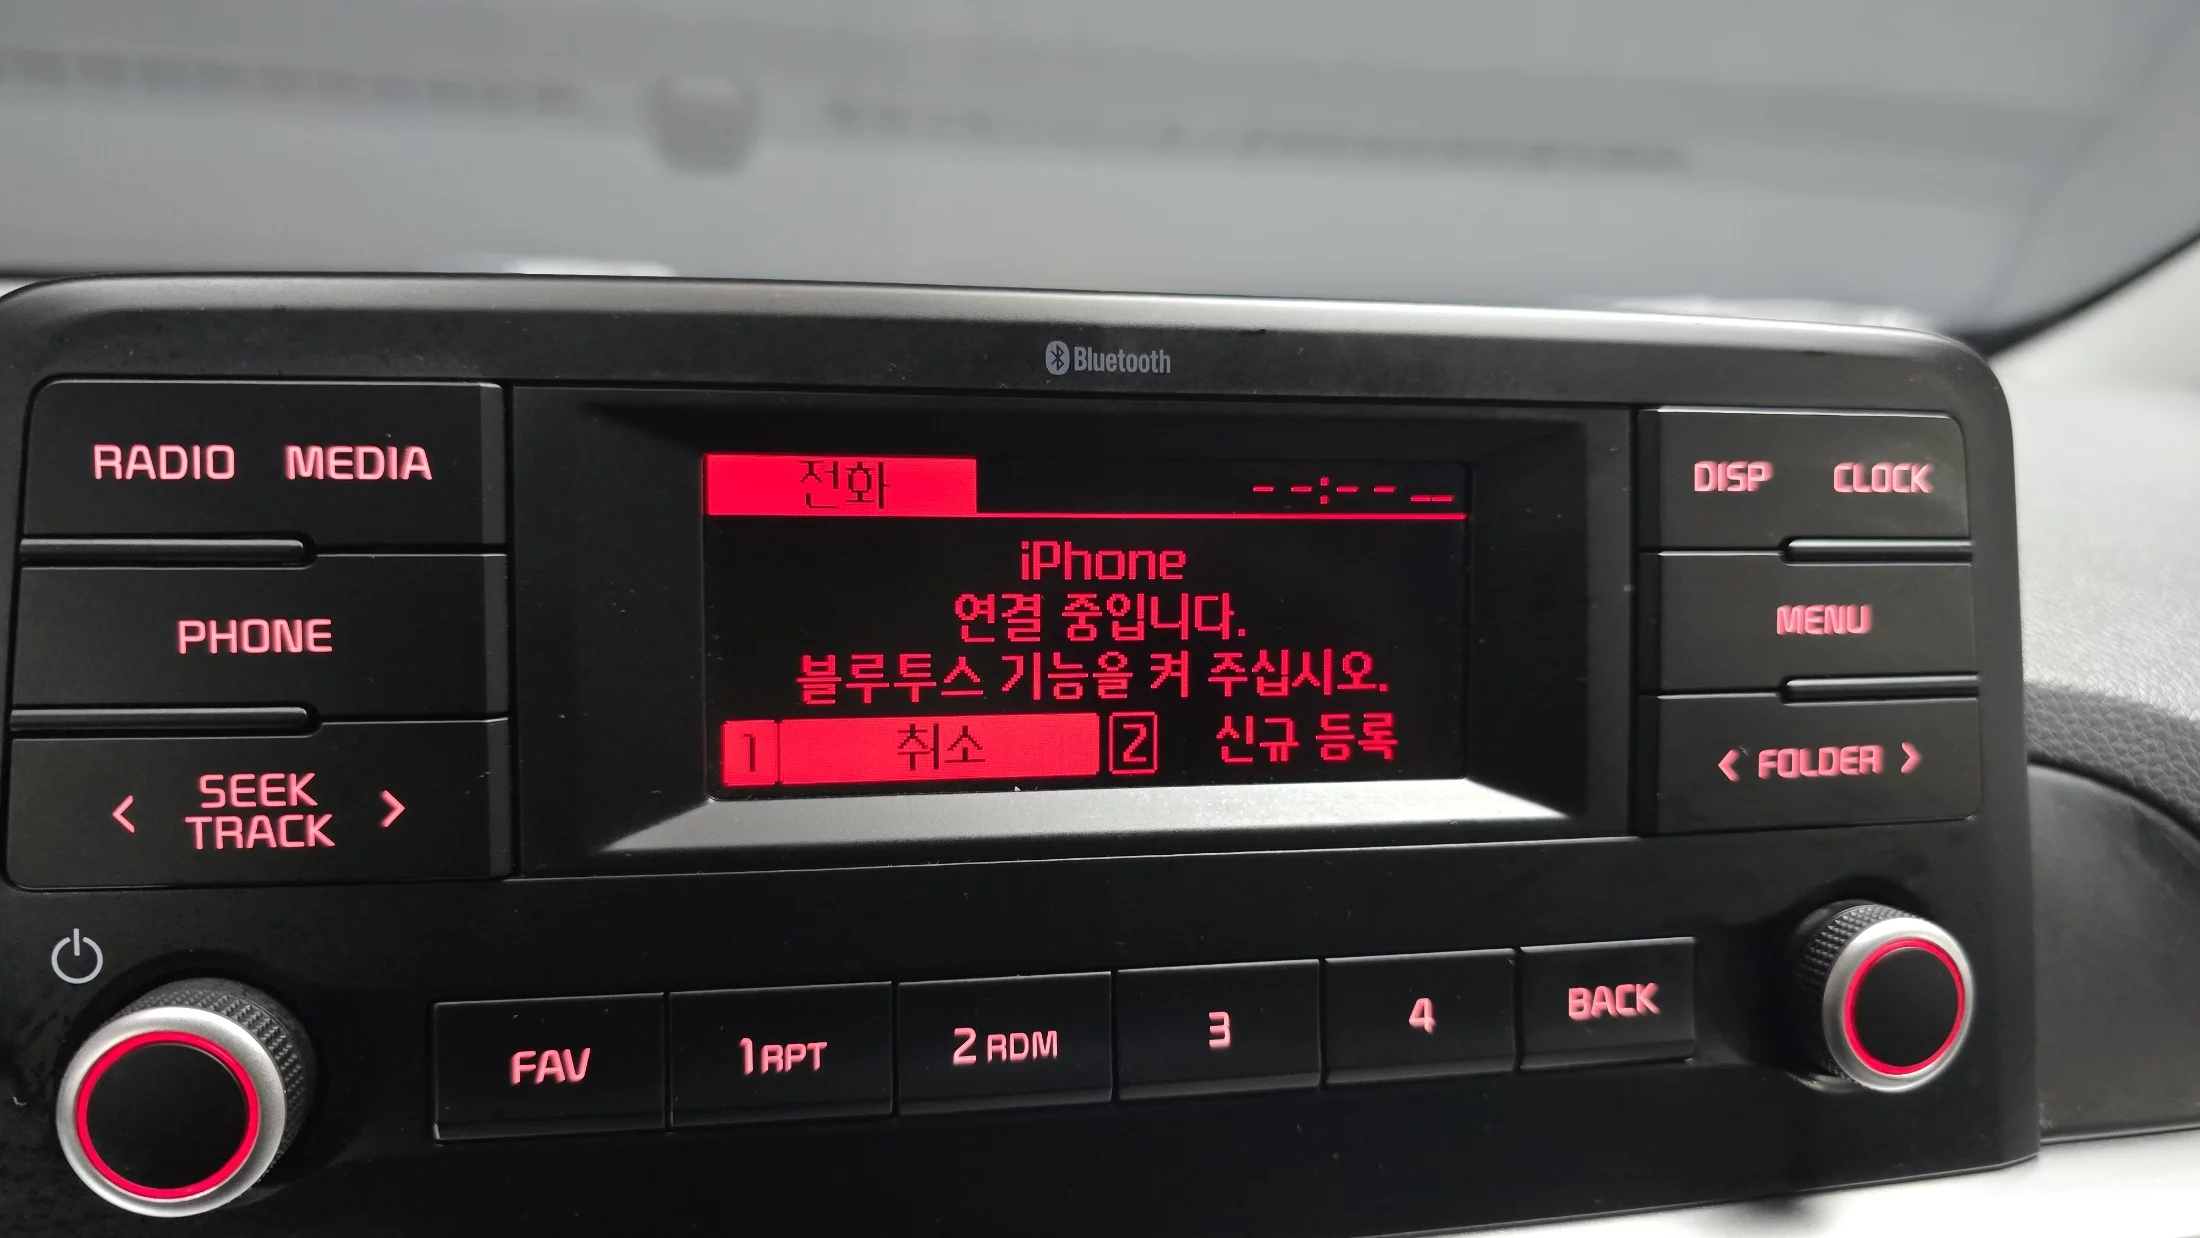 Bluetooth
RADIO MEDIA
PHONE
< SEEK TRACK >
전화 --:-- --
iPhone
연결 중입니다.
블루투스 기능을 켜 주십시오.
1 취소 2 신규 등록
DISP CLOCK
MENU
< FOLDER >
FAV 1 RPT 2 RDM 3 4 BACK